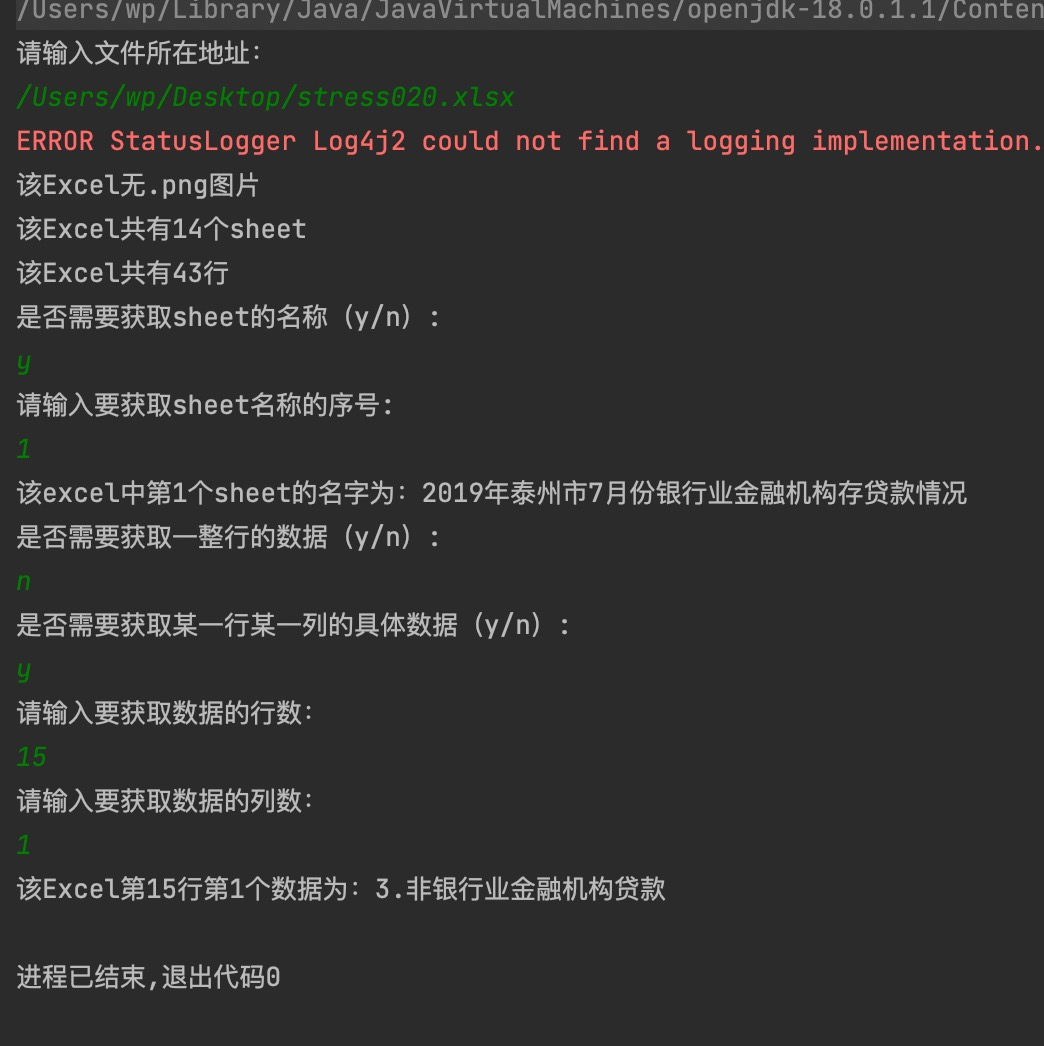 /Users/wp/Library/Java/JavaVirtualMachines/openjdk-18.0.1.1/Conten
请输入文件所在地址：
/Users/wp/Desktop/stress020.xlsx
ERROR StatusLogger Log4j2 could not find a logging implementation.
该Excel无.png图片
该Excel共有14个sheet
该Excel共有43行
是否需要获取sheet的名称（y/n）:
y
请输入要获取sheet名称的序号:
1
该excel中第1个sheet的名字为：2019年泰州市7月份银行业金融机构存贷款情况
是否需要获取一整行的数据（y/n）:
n
是否需要获取某一行某一列的具体数据（y/n）:
y
请输入要获取数据的行数：
15
请输入要获取数据的列数：
1
该Excel第15行第1个数据为：3.非银行业金融机构贷款
进程已结束,退出代码0